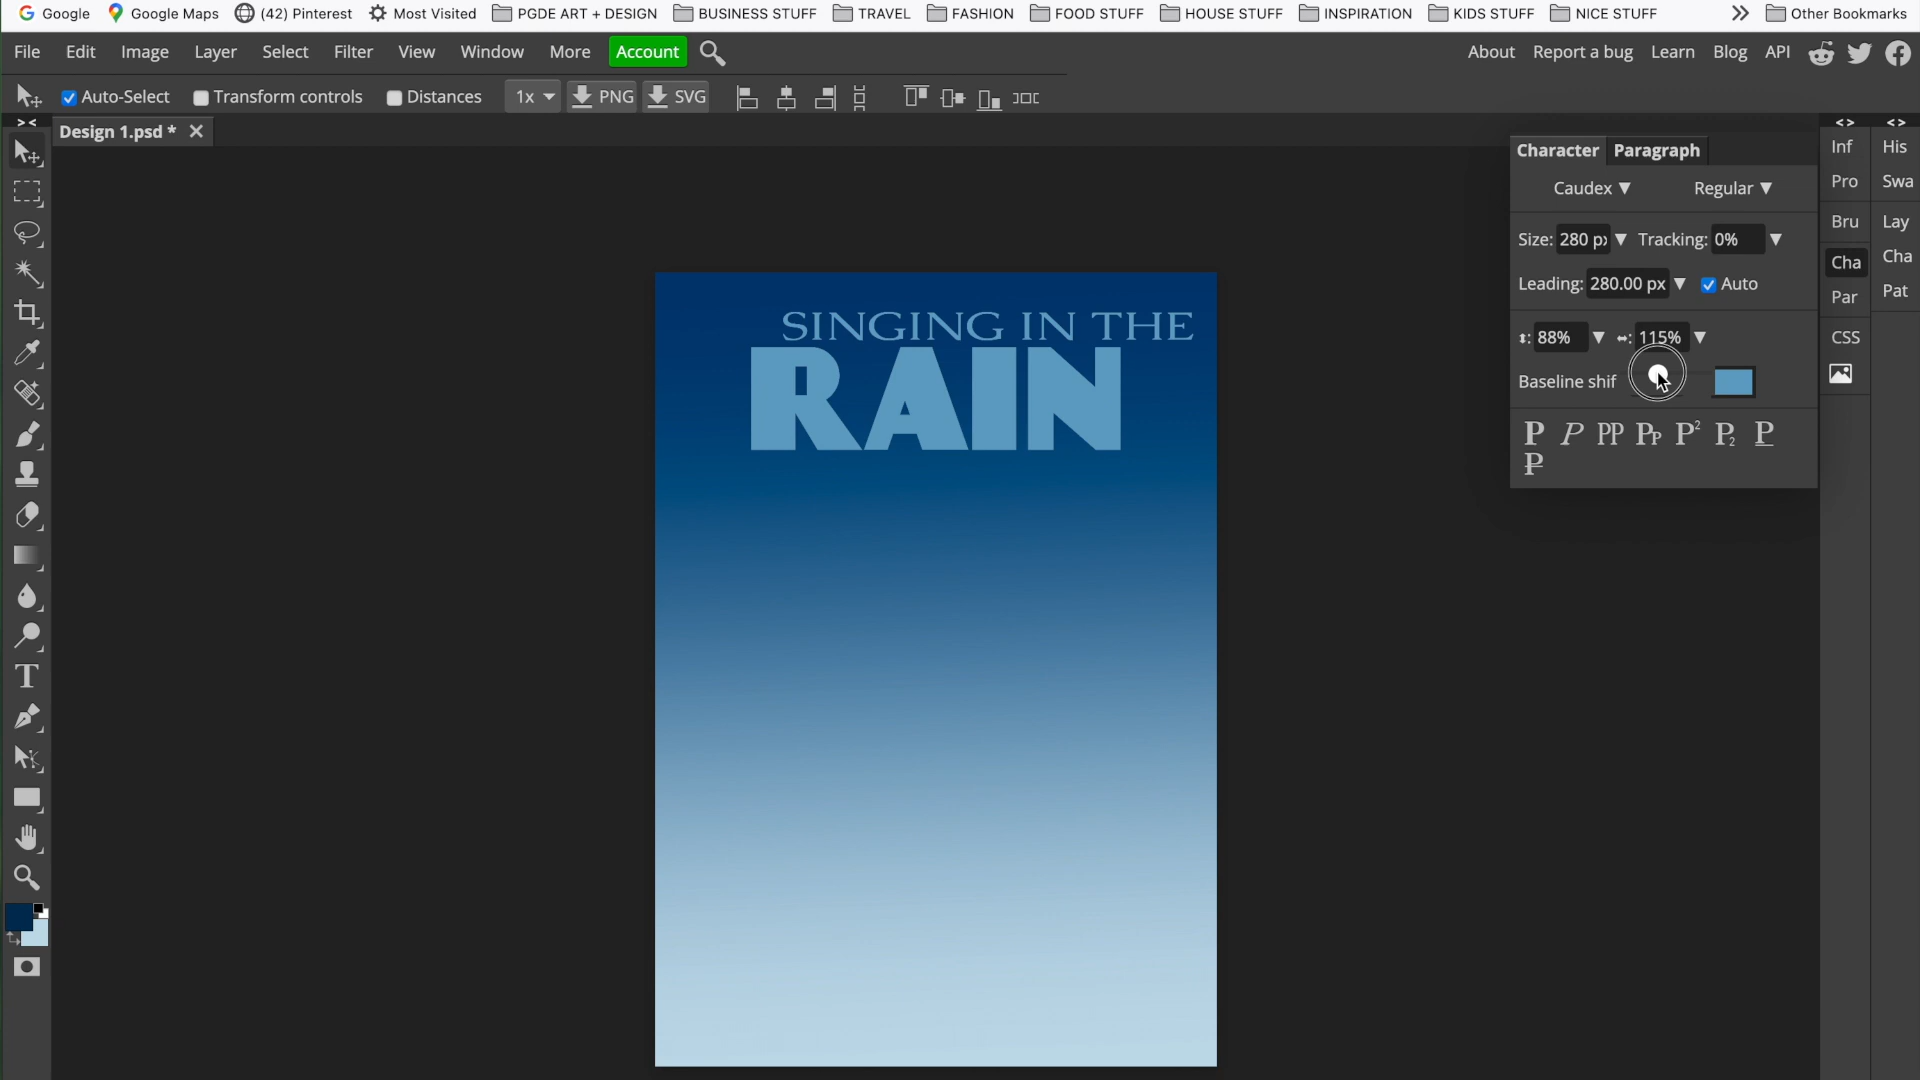 Google Google Maps (42) Pinterest Most Visited PGDE ART + DESIGN BUSINESS STUFF TRAVEL FASHION FOOD STUFF HOUSE STUFF INSPIRATION KIDS STUFF NICE STUFF Other Bookmarks
File Edit Image Layer Select Filter View Window More Account About Report a bug Learn Blog API
Auto-Select Transform controls Distances 1x PNG SVG
Design 1.psd *
Character Paragraph
Caudex Regular
Size: 280 p Tracking: 0%
Leading: 280.00 px Auto
88% 115%
Baseline shif
P P PP PP P2 P2 P
P
Inf
Pro
Bru
Cha
Par
CSS
His
Swa
Lay
Cha
Pat
SINGING IN THE
RAIN
T